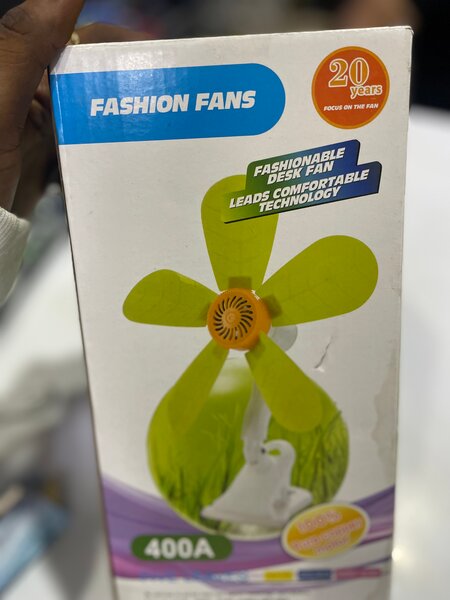 FASHION FANS
20
years
FOCUS ON THE FAN
FASHIONABLE
DESK FAN
LEADS COMFORTABLE
TECHNOLOGY
400A